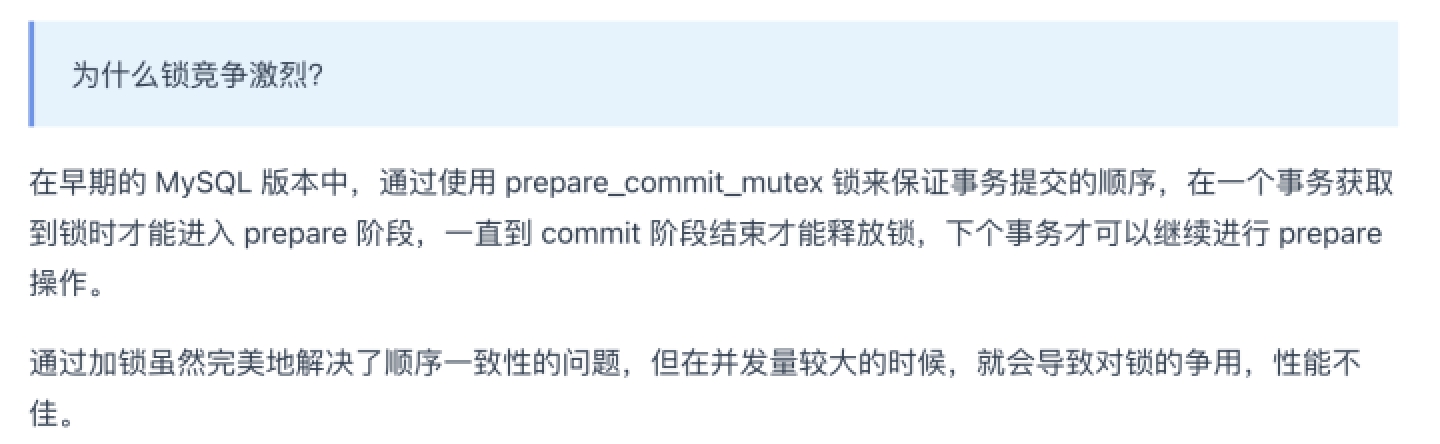 为什么锁竞争激烈?
在早期的 MySQL 版本中，通过使用 prepare_commit_mutex 锁来保证事务提交的顺序，在一个事务获取
到锁时才能进入 prepare 阶段，一直到 commit 阶段结束才能释放锁，下个事务才可以继续进行 prepare
操作。
通过加锁虽然完美地解决了顺序一致性的问题，但在并发量较大的时候，就会导致对锁的争用，性能不
佳。